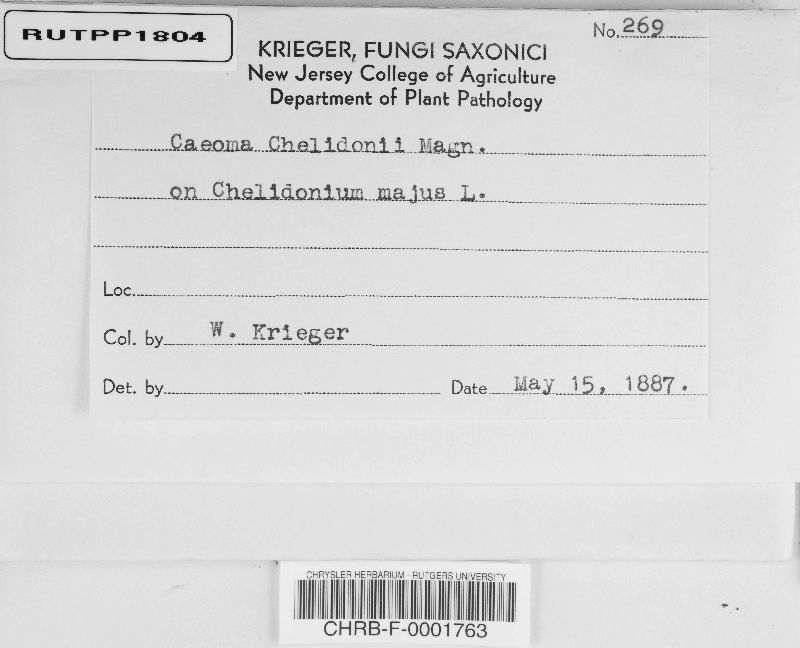 RUTPP1804
No. 269
KRIEGER, FUNGI SAXONICI
New Jersey College of Agriculture
Department of Plant Pathology
Caeoma Chelidonii Magn.
on Chelidonium majus L.
Loc.
Col. by W. Krieger
Det. by Date May 15, 1887.
CHRYSLER HERBARIUM - RUTGERS UNIVERSITY
CHRB-F-0001763